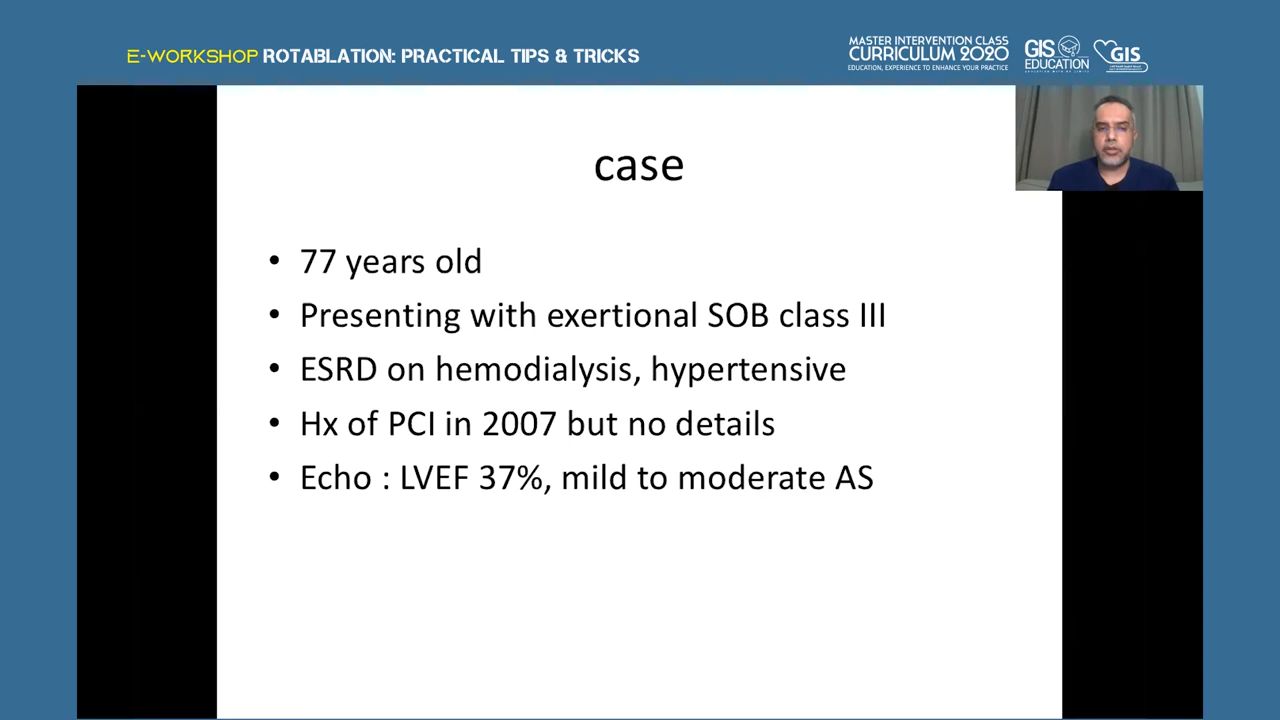 E-WORKSHOP ROTABLATION: PRACTICAL TIPS & TRICKS
MASTER INTERVENTION CLASS
CURRICULUM 2020
EDUCATION, EXPERIENCE TO ENHANCE YOUR PRACTICE
GIS
EDUCATION
GIS
case
• 77 years old
• Presenting with exertional SOB class III
• ESRD on hemodialysis, hypertensive
• Hx of PCI in 2007 but no details
• Echo : LVEF 37%, mild to moderate AS